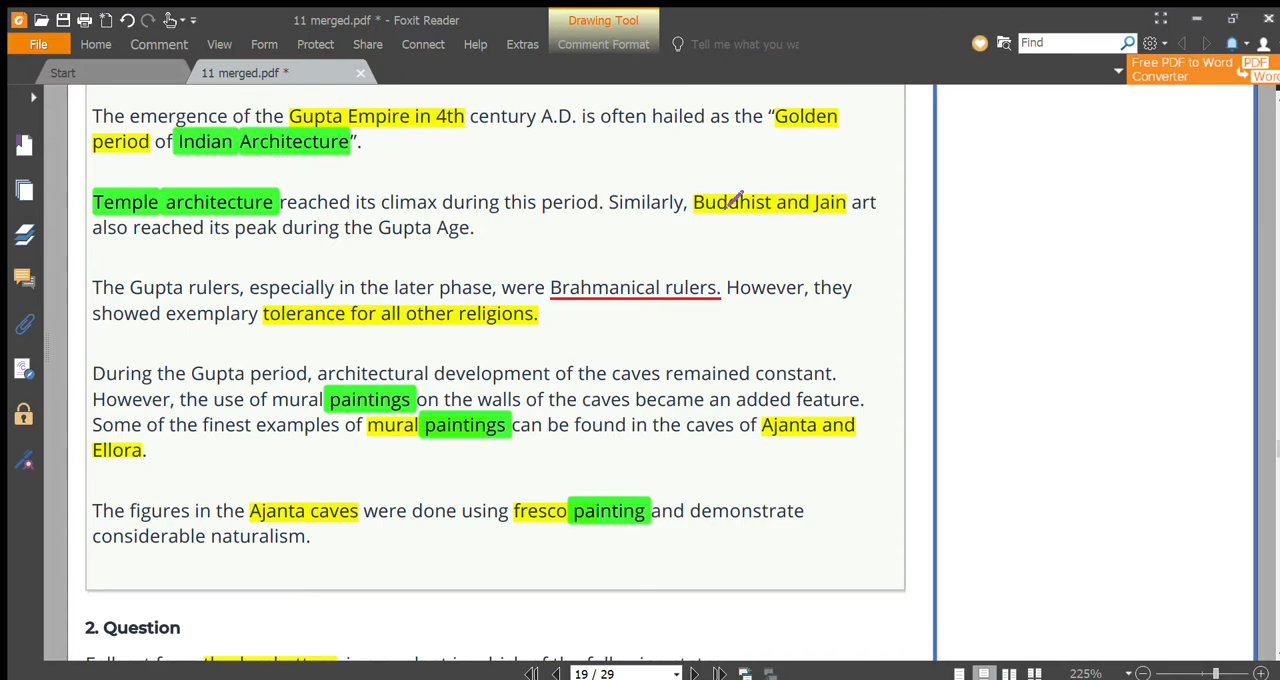 11 merged.pdf * - Foxit Reader
Drawing Tool
File Home Comment View Form Protect Share Connect Help Extras Comment Format Tell me what you wa Find
Start 11 merged.pdf *
Free PDF to Word
Converter
PDF
Word
The emergence of the Gupta Empire in 4th century A.D. is often hailed as the “Golden
period of Indian Architecture”.
Temple architecture reached its climax during this period. Similarly, Buddhist and Jain art
also reached its peak during the Gupta Age.
The Gupta rulers, especially in the later phase, were Brahmanical rulers. However, they
showed exemplary tolerance for all other religions.
During the Gupta period, architectural development of the caves remained constant.
However, the use of mural paintings on the walls of the caves became an added feature.
Some of the finest examples of mural paintings can be found in the caves of Ajanta and
Ellora.
The figures in the Ajanta caves were done using fresco painting and demonstrate
considerable naturalism.
2. Question
19 / 29
225%